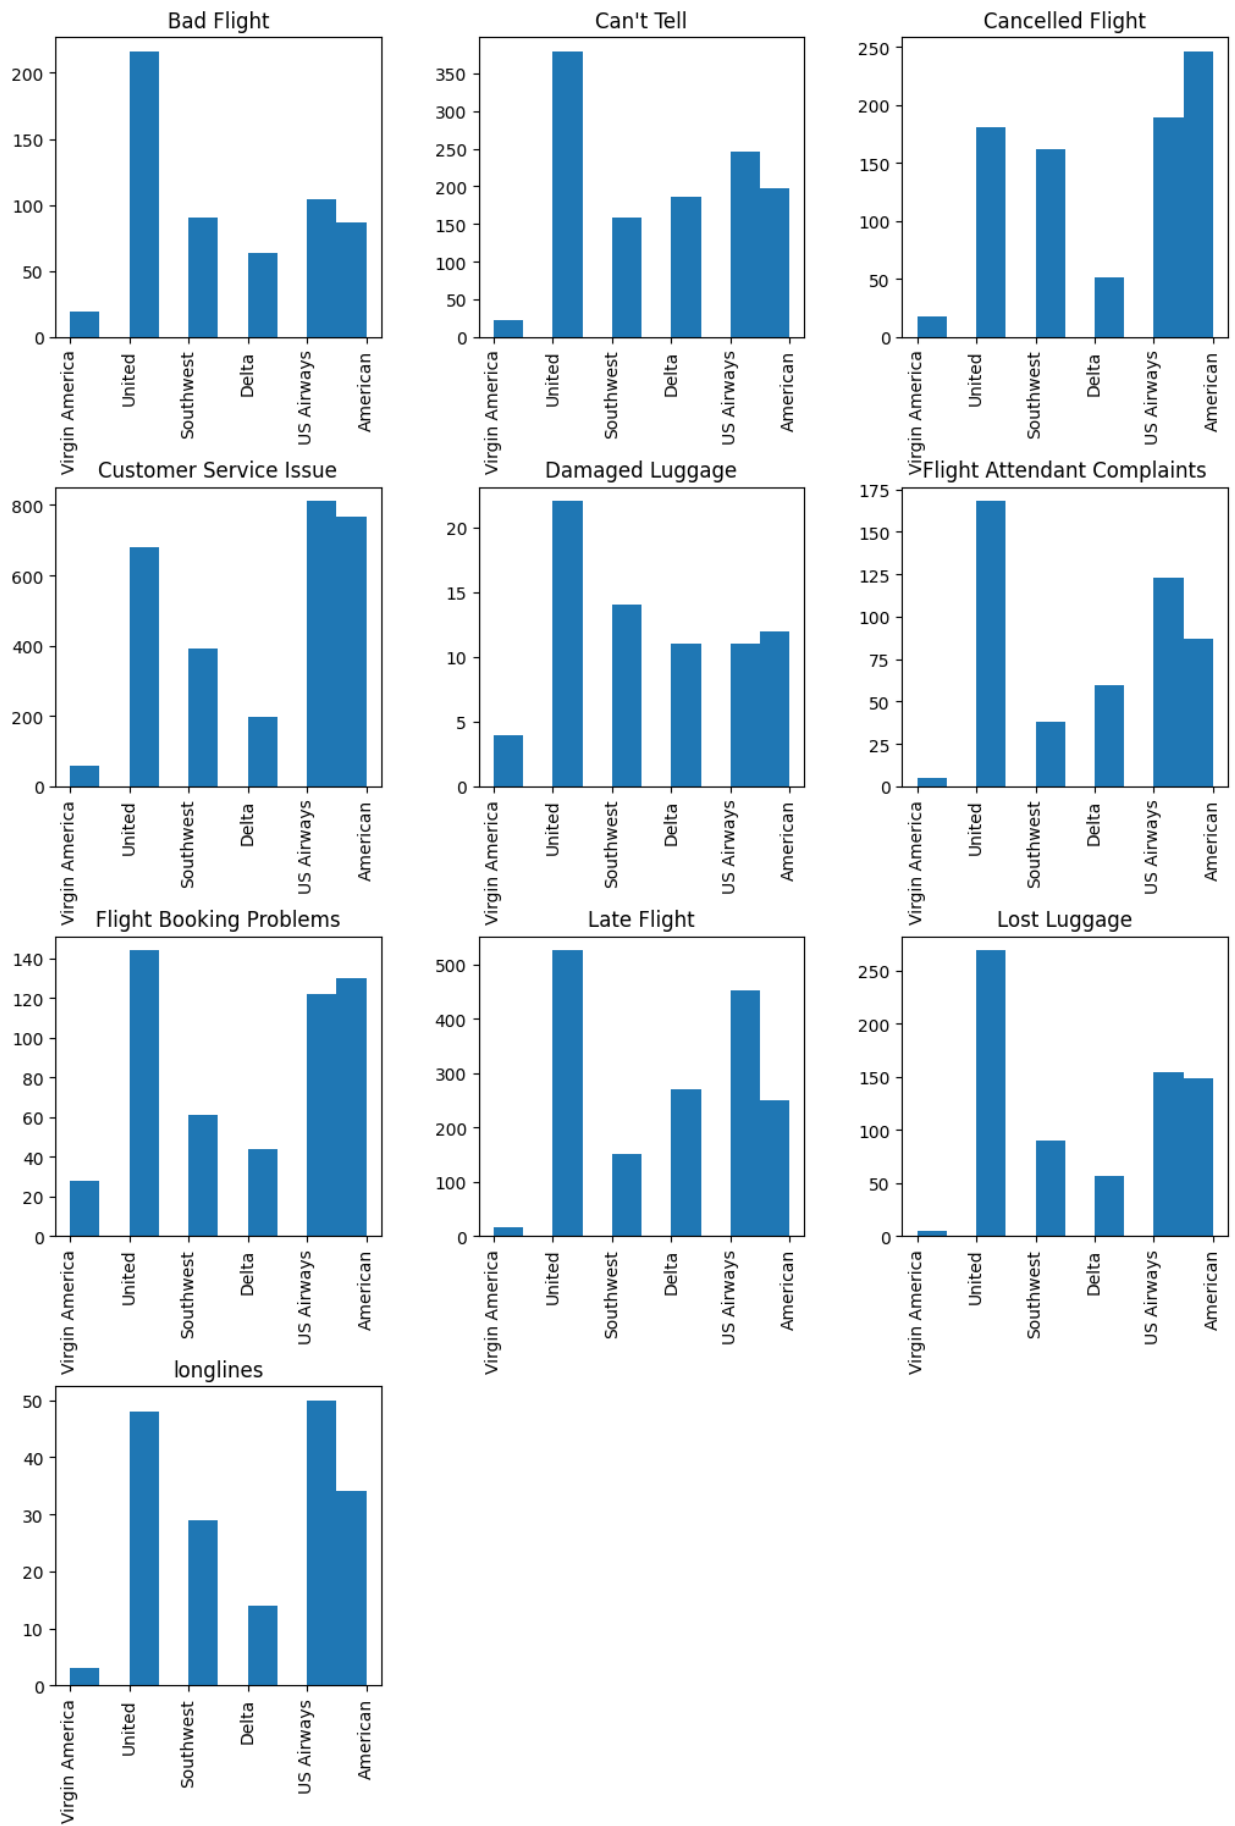 Bad Flight
200
150
100
50
0
Virgin America
United
Southwest
Delta
US Airways
American
Can't Tell
350
300
250
200
150
100
50
0
Virgin America
United
Southwest
Delta
US Airways
American
Cancelled Flight
250
200
150
100
50
0
Virgin America
United
Southwest
Delta
US Airways
American
Customer Service Issue
800
600
400
200
0
Virgin America
United
Southwest
Delta
US Airways
American
Damaged Luggage
20
15
10
5
0
Virgin America
United
Southwest
Delta
US Airways
American
Flight Attendant Complaints
175
150
125
100
75
50
25
0
Virgin America
United
Southwest
Delta
US Airways
American
Flight Booking Problems
140
120
100
80
60
40
20
0
Virgin America
United
Southwest
Delta
US Airways
American
Late Flight
500
400
300
200
100
0
Virgin America
United
Southwest
Delta
US Airways
American
Lost Luggage
250
200
150
100
50
0
Virgin America
United
Southwest
Delta
US Airways
American
longlines
50
40
30
20
10
0
Virgin America
United
Southwest
Delta
US Airways
American